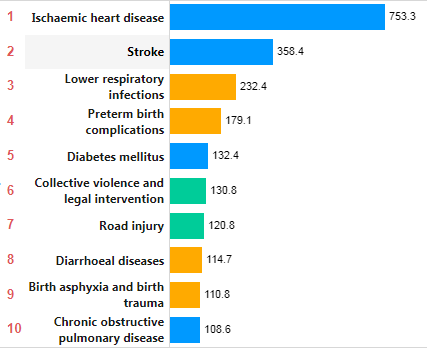 1 Ischaemic heart disease 753.3
2 Stroke 358.4
3 Lower respiratory
infections 232.4
4 Preterm birth
complications 179.1
5 Diabetes mellitus 132.4
6 Collective violence and
legal intervention 130.8
7 Road injury 120.8
8 Diarrhoeal diseases 114.7
9 Birth asphyxia and birth
trauma 110.8
10 Chronic obstructive
pulmonary disease 108.6